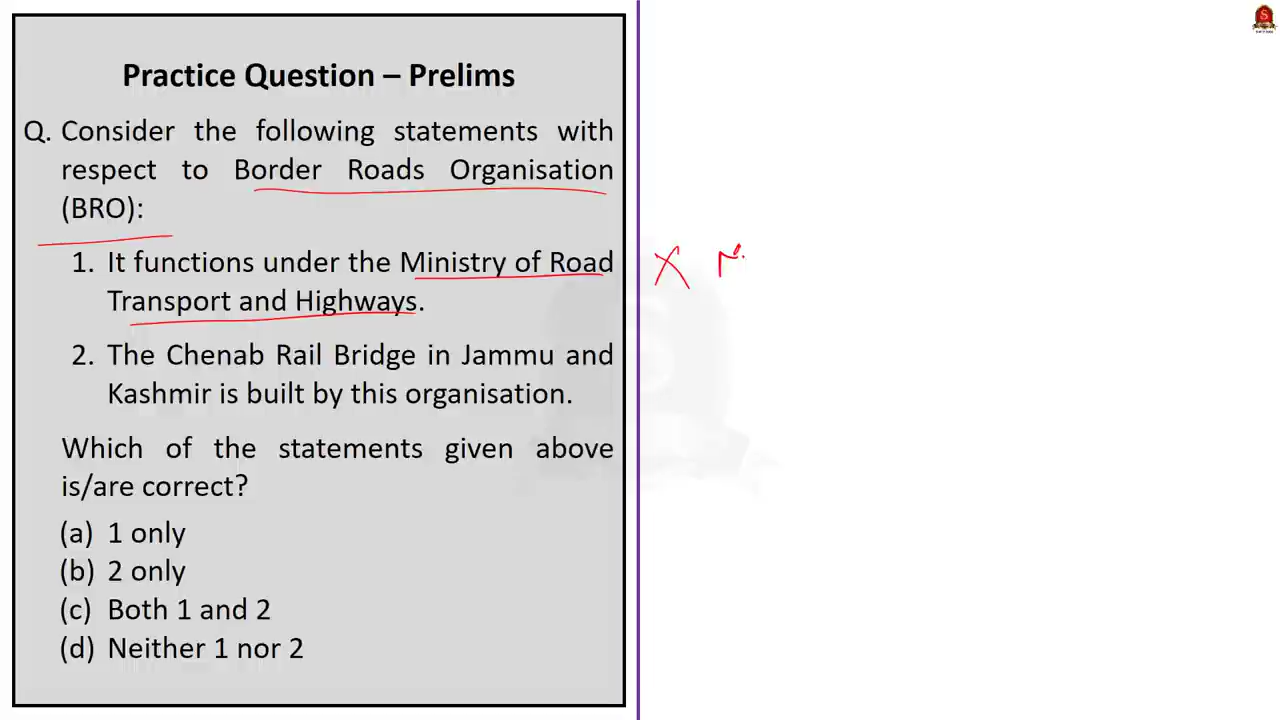 Practice Question – Prelims
Q. Consider the following statements with
respect to Border Roads Organisation
(BRO):
1. It functions under the Ministry of Road
Transport and Highways.
2. The Chenab Rail Bridge in Jammu and
Kashmir is built by this organisation.
Which of the statements given above
is/are correct?
(a) 1 only
(b) 2 only
(c) Both 1 and 2
(d) Neither 1 nor 2